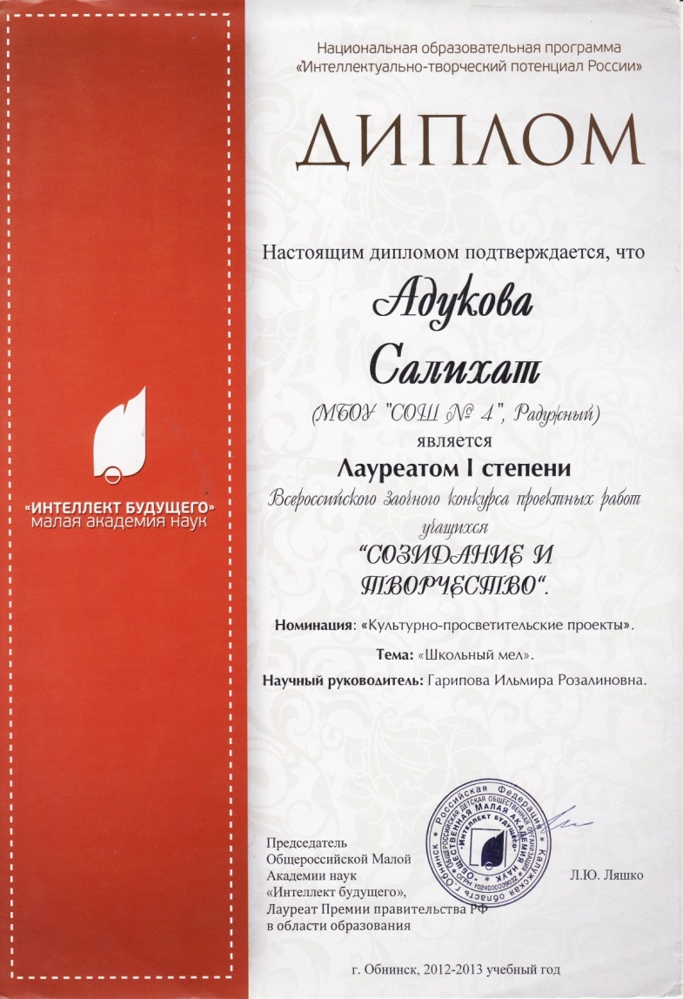 Национальная образовательная программа
«Интеллектуально-творческий потенциал России»
ДИПЛОМ
Настоящим дипломом подтверждается, что
Адукова
Салихат
(МБОУ "СОШ № 4", Радужный)
является
Лауреатом I степени
Всероссийского заочного конкурса проектных работ
учащихся
"СОЗИДАНИЕ И
ТВОРЧЕСТВО".
Номинация: «Культурно-просветительские проекты».
Тема: «Школьный мел».
Научный руководитель: Гарипова Ильмира Розалиновна.
«ИНТЕЛЛЕКТ БУДУЩЕГО»
малая академия наук
Российская Федерация * Калужская область г. Обнинск *
ОБЩЕРОССИЙСКАЯ ДЕТСКАЯ ОБЩЕСТВЕННАЯ ОРГАНИЗАЦИЯ
"ОБЩЕСТВЕННАЯ МАЛАЯ АКАДЕМИЯ НАУК
"ИНТЕЛЛЕКТ БУДУЩЕГО"
Председатель
Общероссийской Малой
Академии наук
«Интеллект будущего»,
Лауреат Премии правительства РФ
в области образования
Л.Ю. Ляшко
г. Обнинск, 2012-2013 учебный год